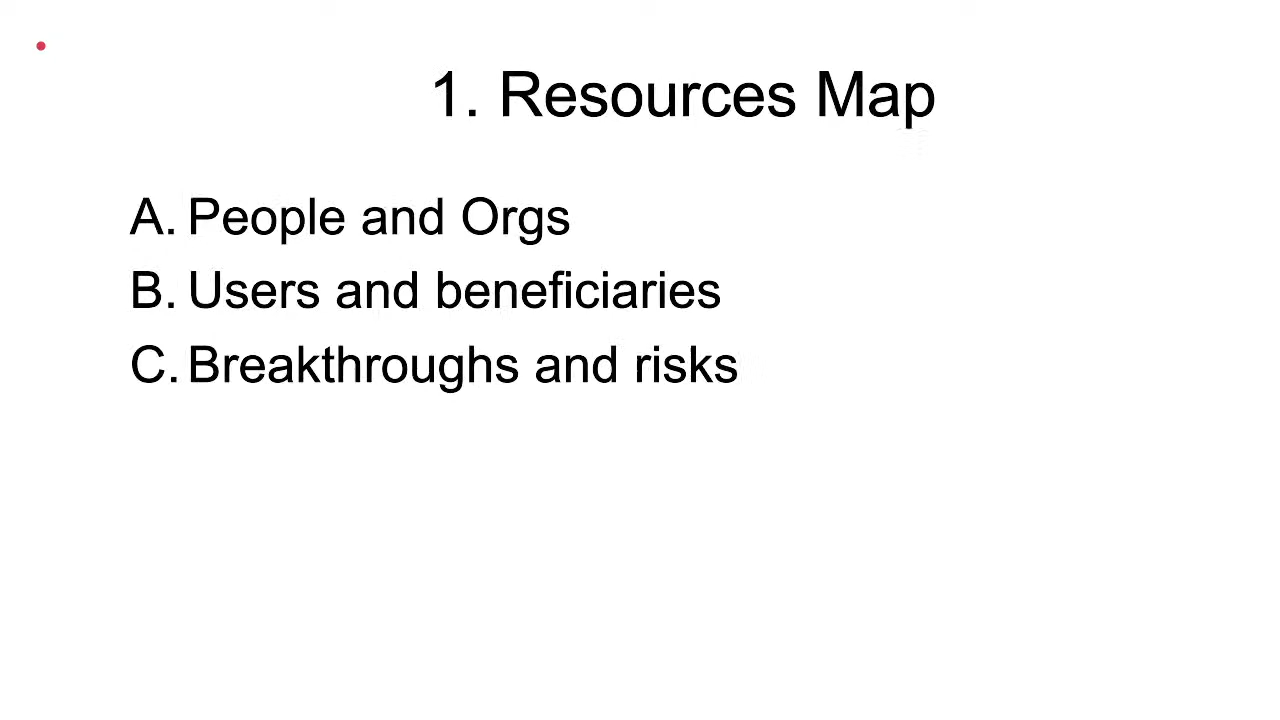 1. Resources Map
A. People and Orgs
B. Users and beneficiaries
C. Breakthroughs and risks